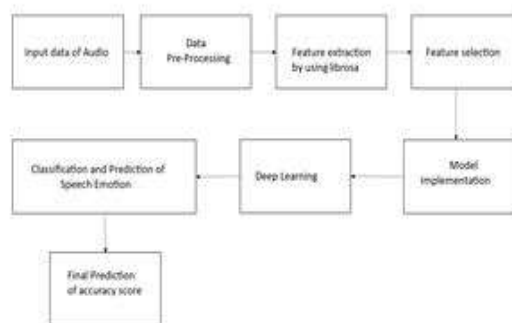 Input data of Audio
Data
Pre-Processing
Feature extraction
by using librosa
Feature selection
Model
implementation
Deep Learning
Classification and Prediction of
Speech Emotion
Final Prediction
of accuracy score